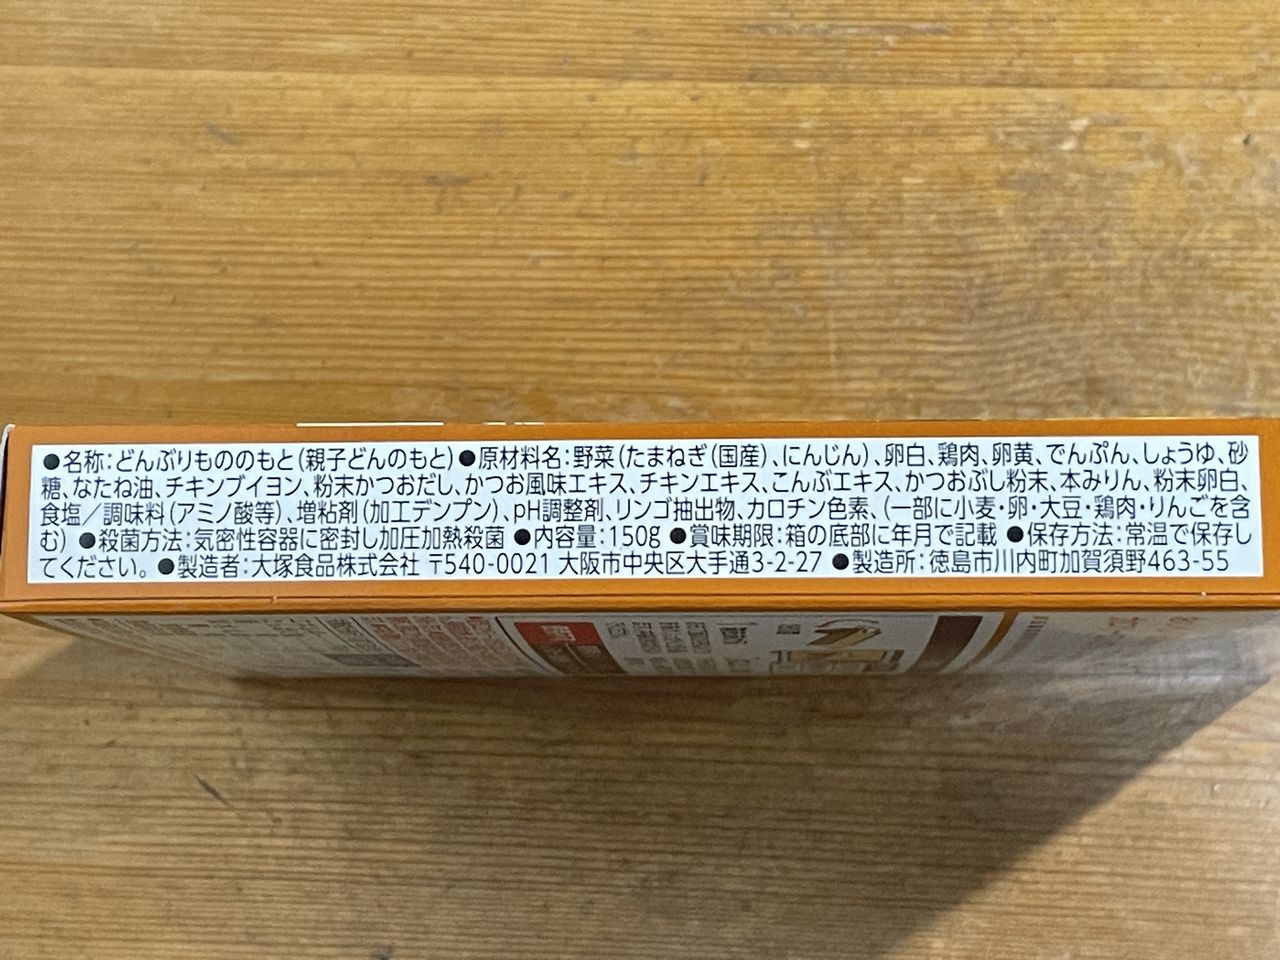 ●名称:どんぶりもののもと(親子どんのもと)●原材料名:野菜(たまねぎ(国産)、にんじん)、卵白、鶏肉、卵黄、でんぷん、しょうゆ、砂
糖、なたね油、チキンブイヨン、粉末かつおだし、かつお風味エキス、チキンエキス、こんぶエキス、かつおぶし粉末、本みりん、粉末卵白、
食塩/調味料(アミノ酸等)、増粘剤(加工デンプン)、pH調整剤、リンゴ抽出物、カロチン色素、(一部に小麦・卵・大豆・鶏肉・りんごを含
む) ●殺菌方法:気密性容器に密封し加圧加熱殺菌 ●内容量:150g ●賞味期限:箱の底部に年月で記載 ●保存方法:常温で保存し
てください。 ●製造者:大塚食品株式会社 〒540-0021 大阪市中央区大手通3-2-27 ●製造所:徳島市川内町加賀須野463-55